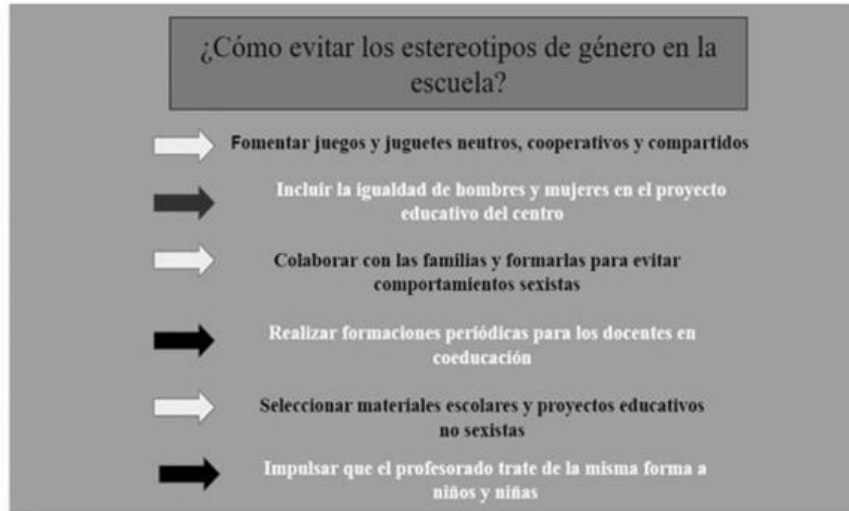 ¿Cómo evitar los estereotipos de género en la
escuela?
Fomentar juegos y juguetes neutros, cooperativos y compartidos
Incluir la igualdad de hombres y mujeres en el proyecto
educativo del centro
Colaborar con las familias y formarlas para evitar
comportamientos sexistas
Realizar formaciones periódicas para los docentes en
coeducación
Seleccionar materiales escolares y proyectos educativos
no sexistas
Impulsar que el profesorado trate de la misma forma a
niños y niñas